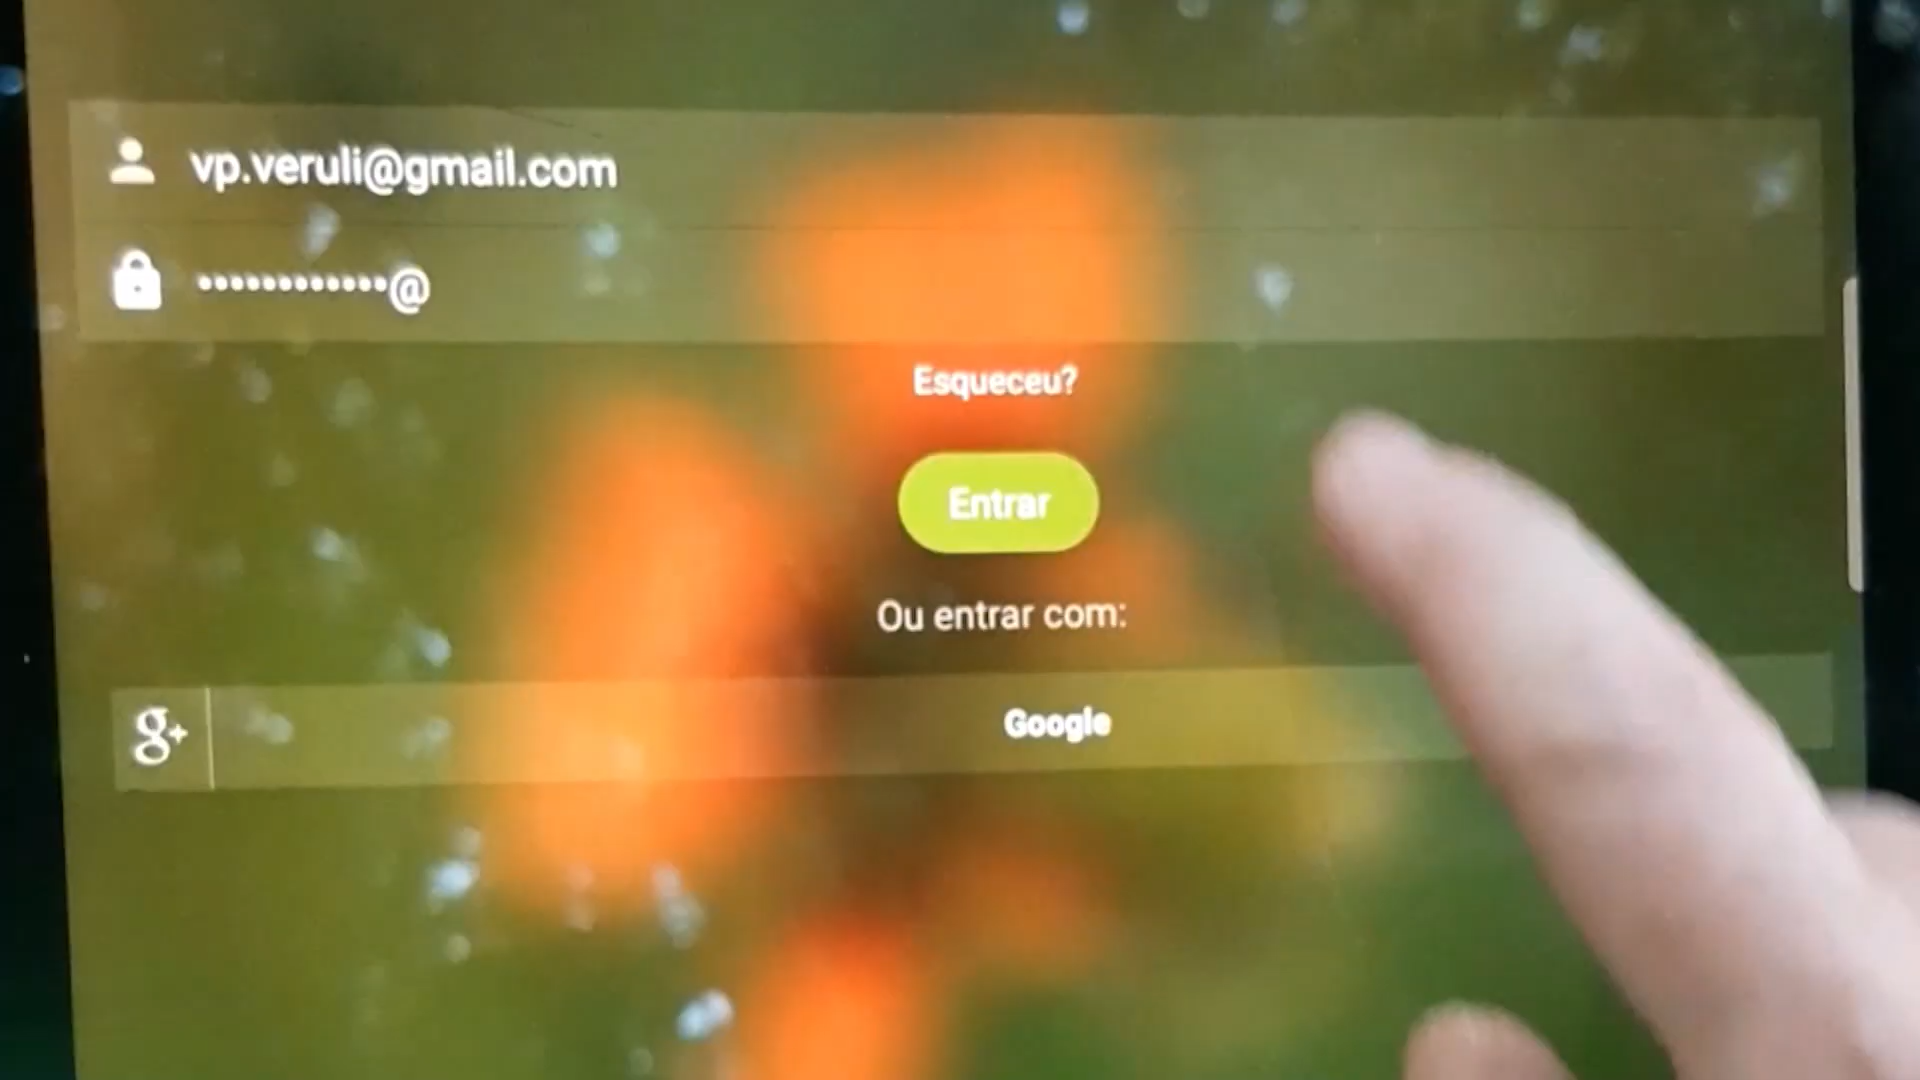 vp.veruli@gmail.com
••••••••••••@
Esqueceu?
Entrar
Ou entrar com:
g+
Google